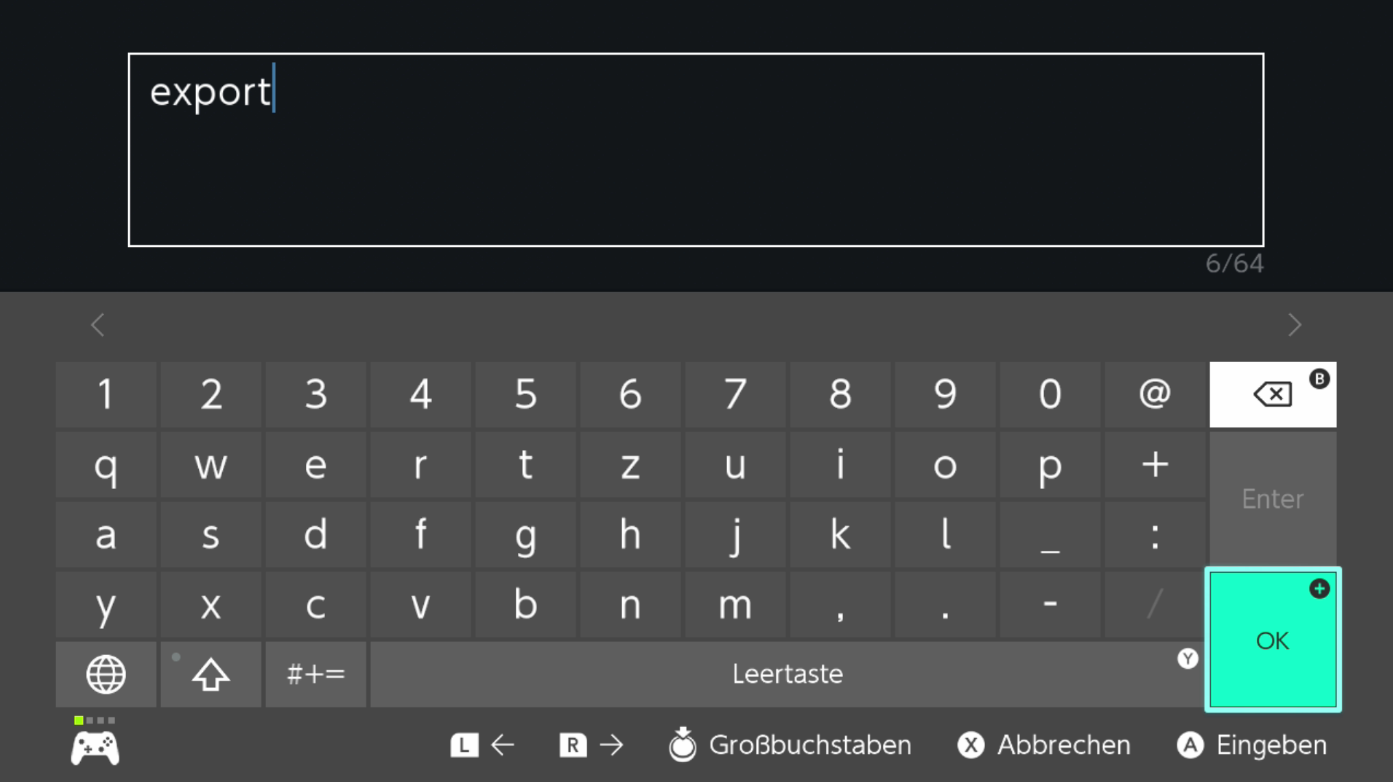 export
6/64
1 2 3 4 5 6 7 8 9 0 @ B
q w e r t z u i o p +
Enter
a s d f g h j k l _ :
y x c v b n m , . - /
+
OK
#+= Leertaste Y
L ← R → Großbuchstaben X Abbrechen A Eingeben